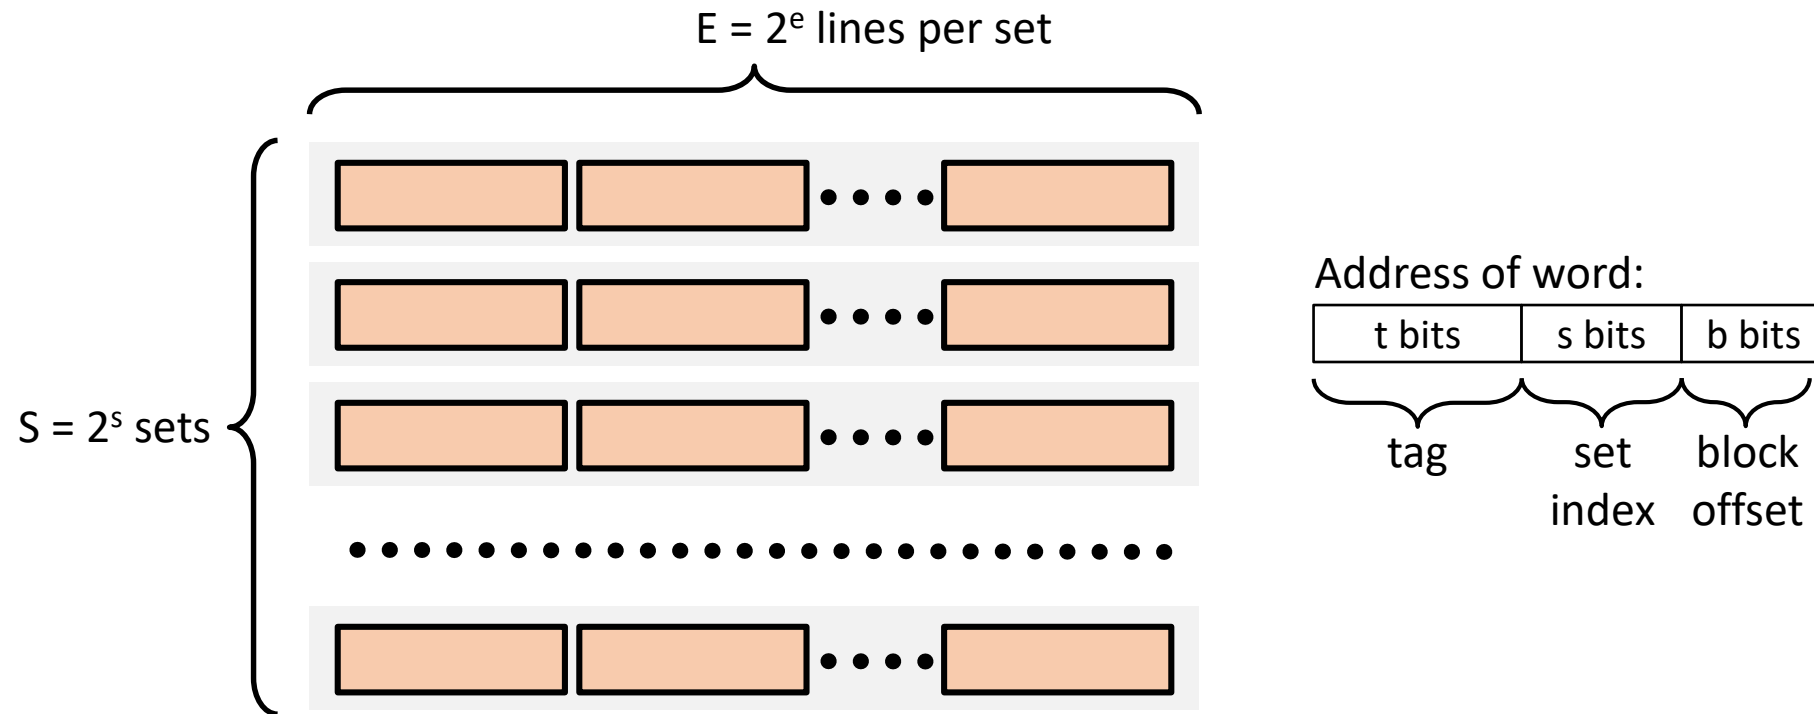 E = 2ᵉ lines per set
S = 2ˢ sets
Address of word:
t bits s bits b bits
tag set block
index offset